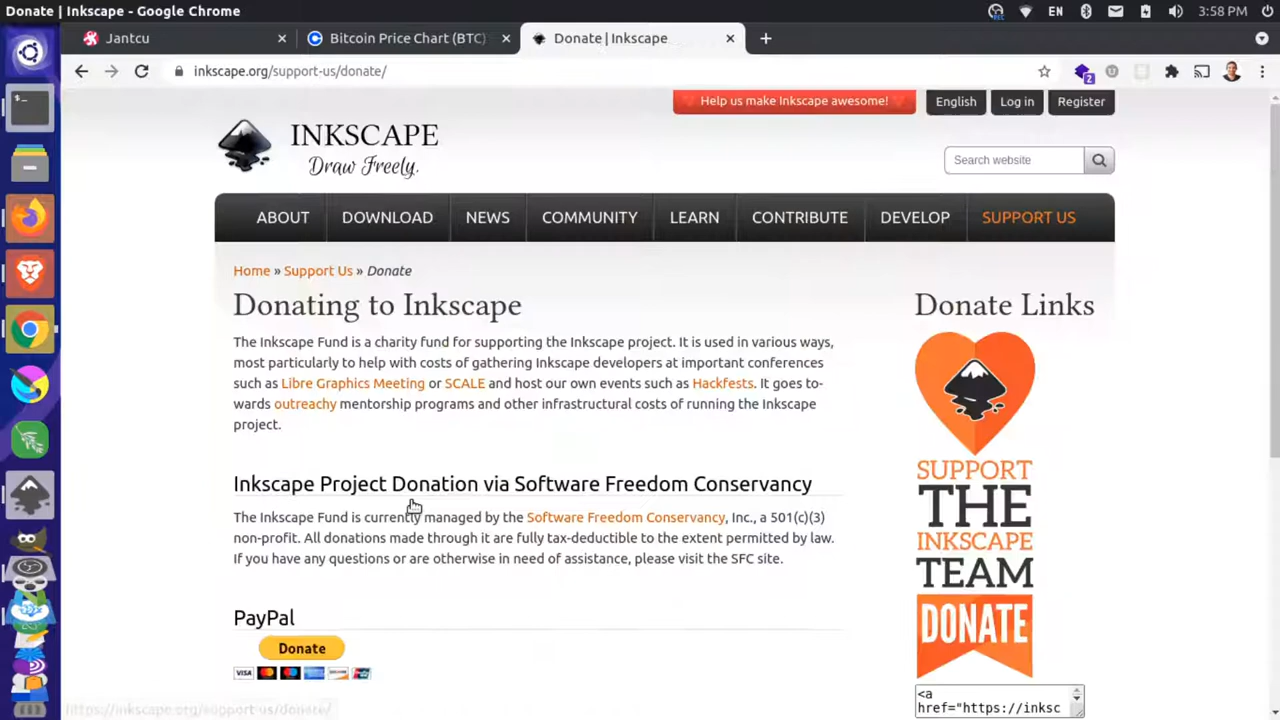 Donate | Inkscape - Google Chrome
EN
3:58 PM
Jantcu
Bitcoin Price Chart (BTC)
Donate | Inkscape
inkscape.org/support-us/donate/
2
Help us make Inkscape awesome!
English
Log in
Register
INKSCAPE
Draw Freely.
Search website
ABOUT
DOWNLOAD
NEWS
COMMUNITY
LEARN
CONTRIBUTE
DEVELOP
SUPPORT US
Home » Support Us » Donate
Donating to Inkscape
The Inkscape Fund is a charity fund for supporting the Inkscape project. It is used in various ways,
most particularly to help with costs of gathering Inkscape developers at important conferences
such as Libre Graphics Meeting or SCALE and host our own events such as Hackfests. It goes to-
wards outreachy mentorship programs and other infrastructural costs of running the Inkscape
project.
Inkscape Project Donation via Software Freedom Conservancy
The Inkscape Fund is currently managed by the Software Freedom Conservancy, Inc., a 501(c)(3)
non-profit. All donations made through it are fully tax-deductible to the extent permitted by law.
If you have any questions or are otherwise in need of assistance, please visit the SFC site.
PayPal
Donate
VISA
Donate Links
SUPPORT
THE
INKSCAPE
TEAM
DONATE
<a
href="https://inksc
https://inkscape.org/support-us/donate/